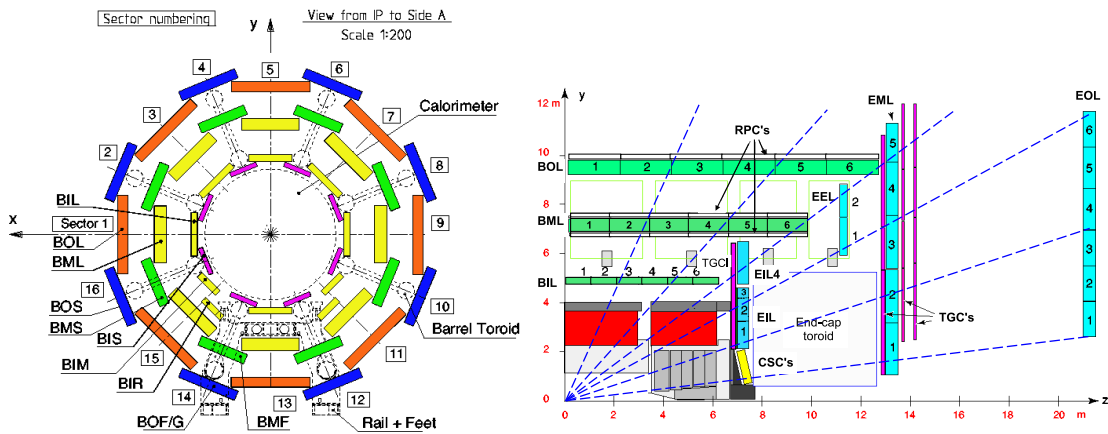 Sector numbering
View from IP to Side A
Scale 1:200
y
x
4
5
6
Calorimeter
3
7
2
8
BIL
Sector 1
9
BOL
BML
16
10
BOS
BMS
BIS
Barrel Toroid
BIM
15
11
BIR
14
13
12
BOF/G
BMF
Rail + Feet
12 m
y
EML
EOL
RPC's
6
5
BOL
1 2 3 4 5 6
5
8
EEL
2
4
4
BML
1 2 3 4 5 6
1
3
3
6
TGCI
EIL4
1 2 3 4 5 6
BIL
2
2
4
3
EIL
2
End-cap
toroid
TGC's
1
1
2
1
CSC's
0
z
0 2 4 6 8 10 12 14 16 18 20 m
10